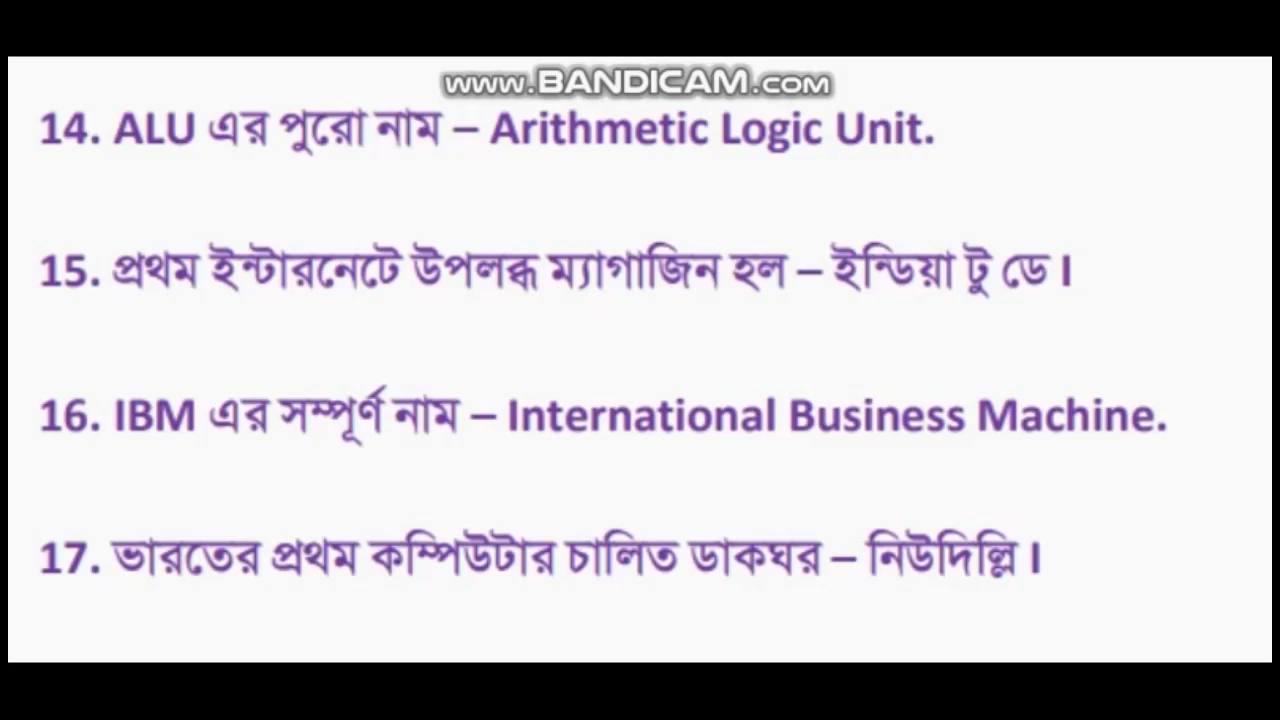 www.BANDICAM.com
14. ALU এর পুরো নাম – Arithmetic Logic Unit.
15. প্রথম ইন্টারনেটে উপলব্ধ ম্যাগাজিন হল – ইন্ডিয়া টু ডে।
16. IBM এর সম্পূর্ণ নাম – International Business Machine.
17. ভারতের প্রথম কম্পিউটার চালিত ডাকঘর – নিউদিল্লি।